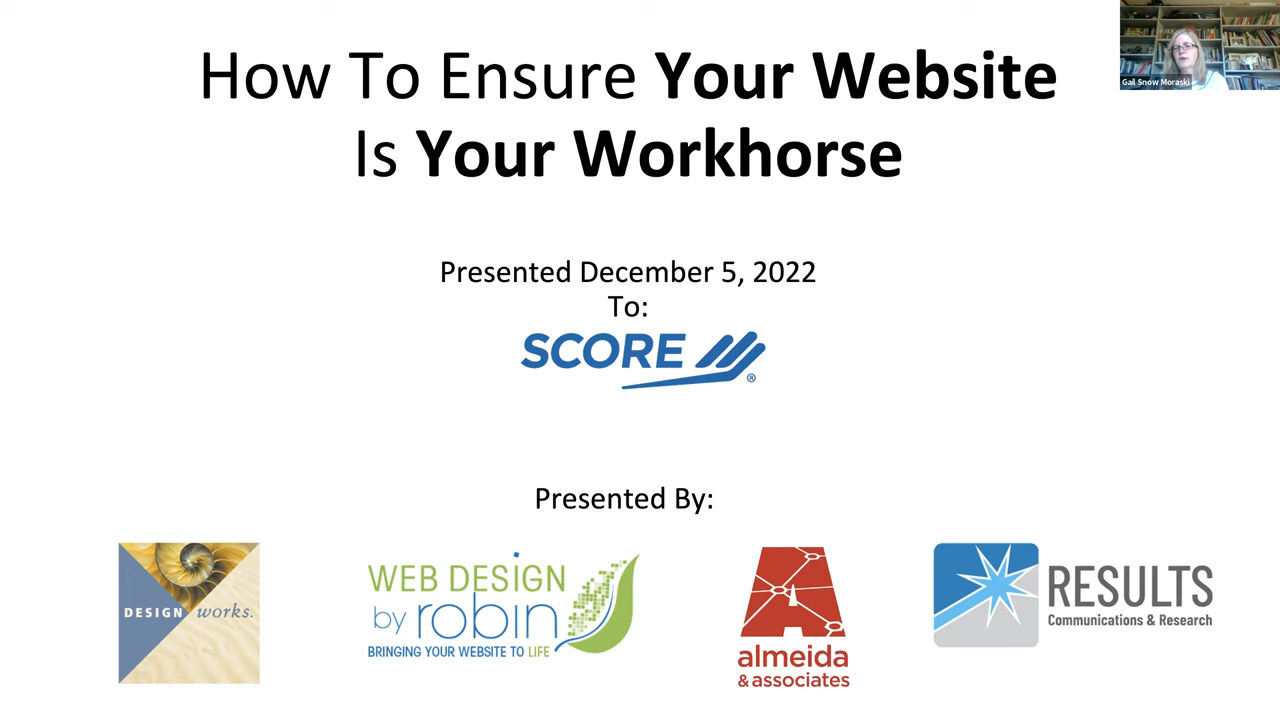 How To Ensure Your Website
Is Your Workhorse
Gail Snow Moraski
Presented December 5, 2022
To:
SCORE
®
Presented By:
DESIGN works.
WEB DESIGN
by robin
BRINGING YOUR WEBSITE TO LIFE
almeida
& associates
RESULTS
Communications & Research